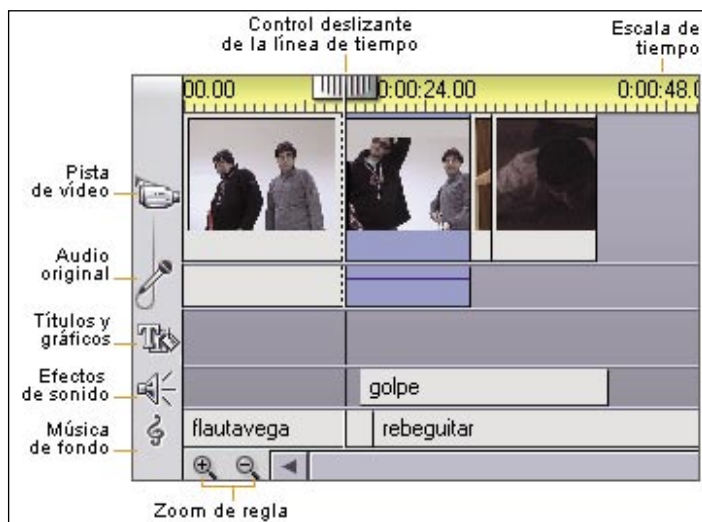 Control deslizante
de la línea de tiempo
Escala de
tiempo
00.00
0:00:24.00
0:00:48.0
Pista
de vídeo
Audio
original
Títulos y
gráficos
Efectos
de sonido
golpe
Música
de fondo
flautavega
rebeguitar
Zoom de regla